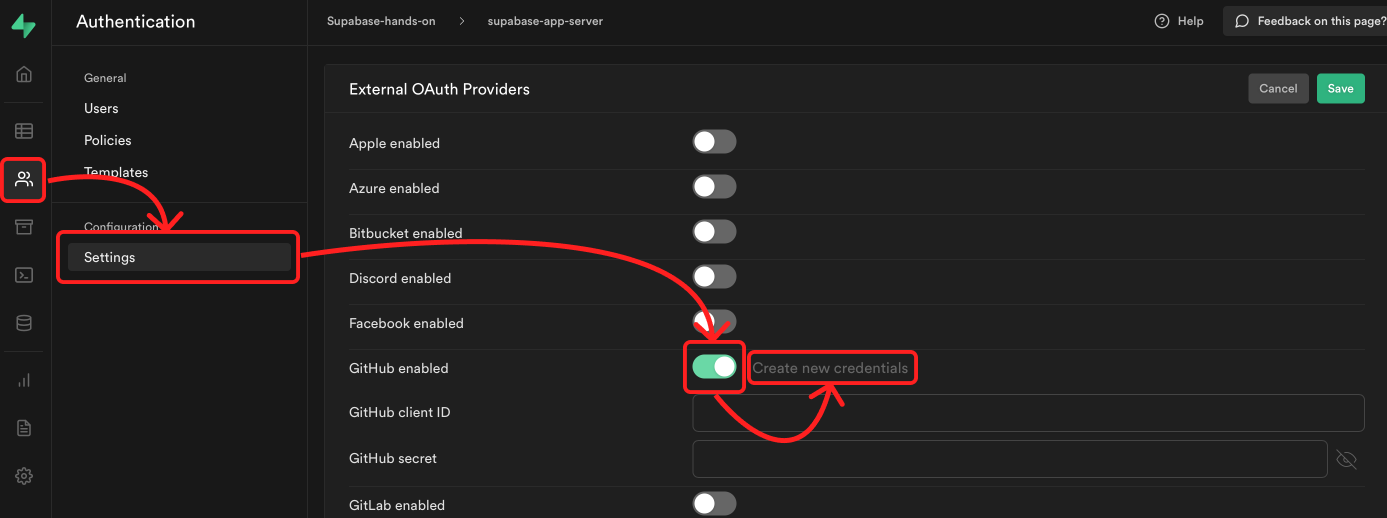 Authentication
Supabase-hands-on > supabase-app-server
Help
Feedback on this page?
General
Users
Policies
Templates
Configuration
Settings
External OAuth Providers
Cancel
Save
Apple enabled
Azure enabled
Bitbucket enabled
Discord enabled
Facebook enabled
GitHub enabled
Create new credentials
GitHub client ID
GitHub secret
GitLab enabled